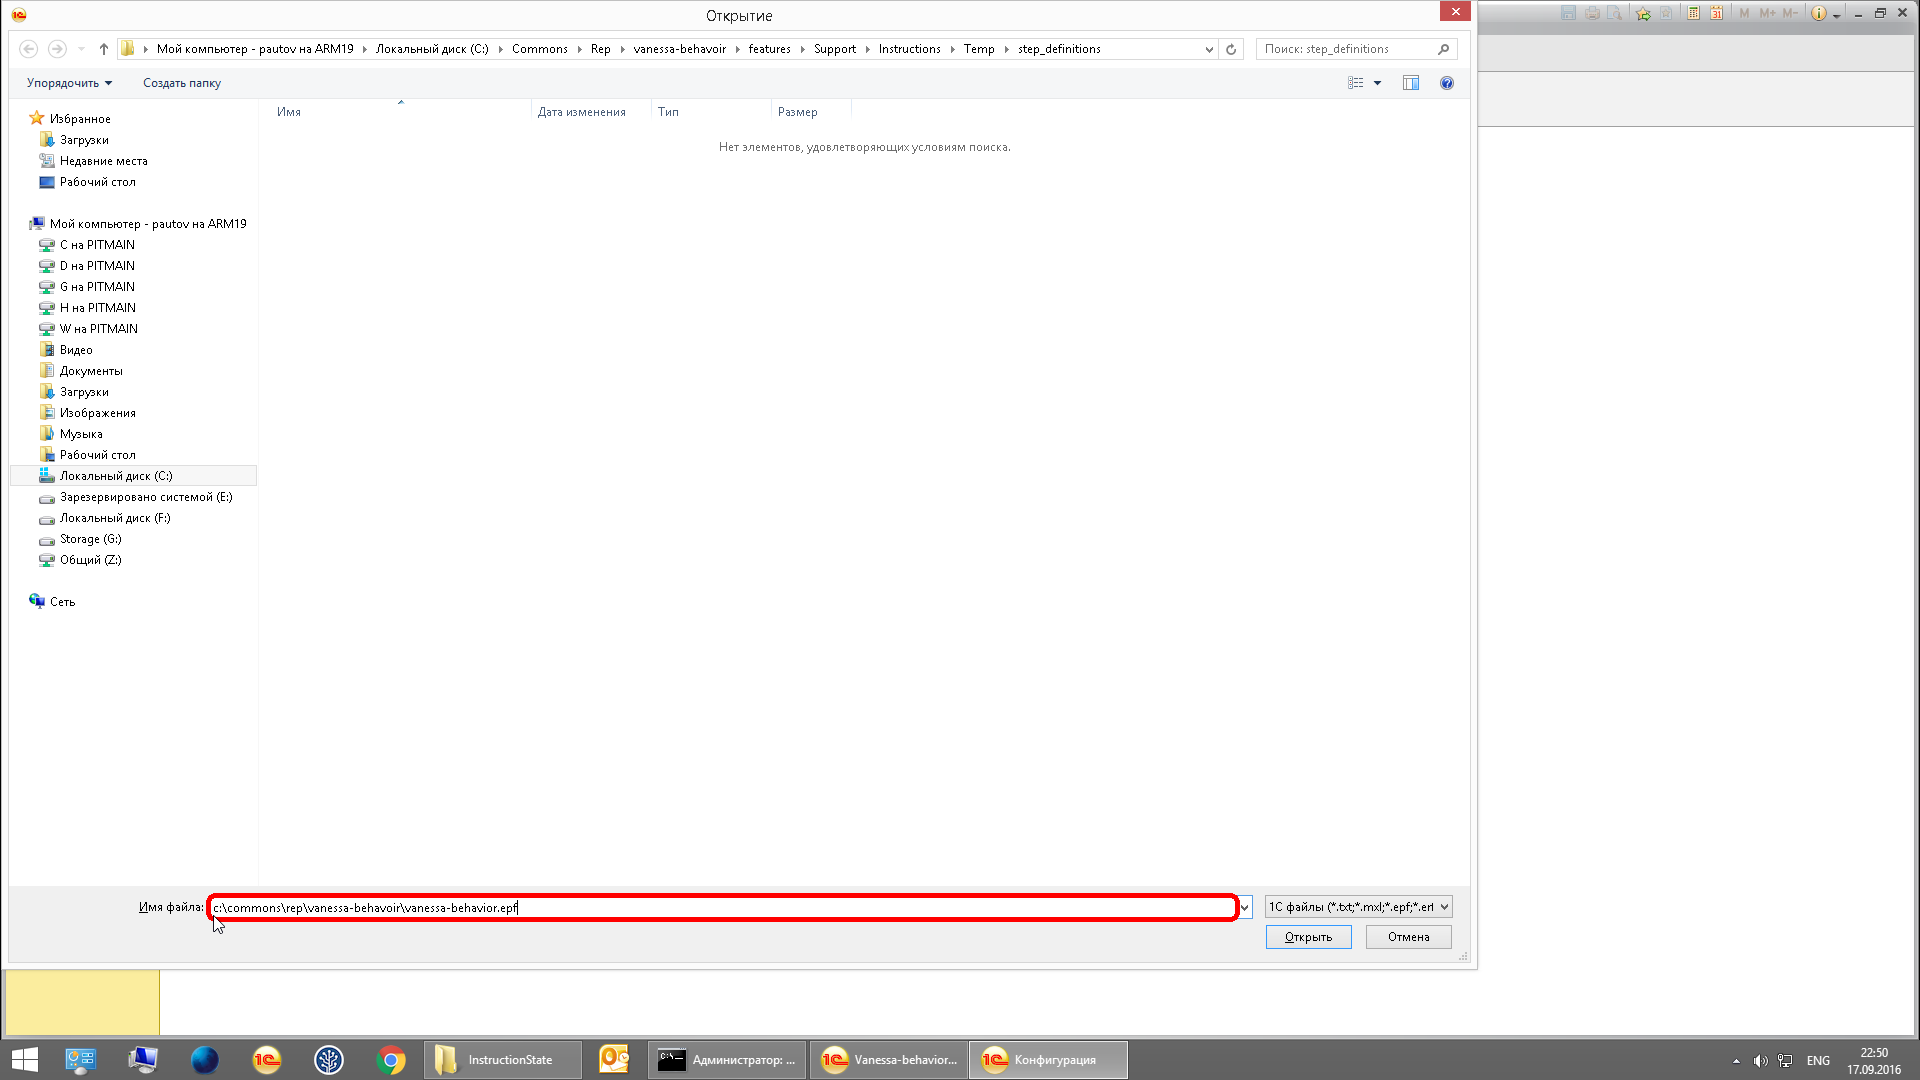 Открытие
Мой компьютер - pautov на ARM19 Локальный диск (C:) Commons Rep vanessa-behavoir features Support Instructions Temp step_definitions
Поиск: step_definitions
Упорядочить Создать папку
Имя Дата изменения Тип Размер
Нет элементов, удовлетворяющих условиям поиска.
Избранное
Загрузки
Недавние места
Рабочий стол
Мой компьютер - pautov на ARM19
C на PITMAIN
D на PITMAIN
G на PITMAIN
H на PITMAIN
W на PITMAIN
Видео
Документы
Загрузки
Изображения
Музыка
Рабочий стол
Локальный диск (C:)
Зарезервировано системой (E:)
Локальный диск (F:)
Storage (G:)
Общий (Z:)
Сеть
Имя файла: c:\commons\rep\vanessa-behavoir\vanessa-behavior.epf
1С файлы (*.txt;*.mxl;*.epf;*.erf
Открыть Отмена
M M+ M-
31
InstructionState
Администратор: ...
Vanessa-behavior...
Конфигурация
ENG
22:50
17.09.2016